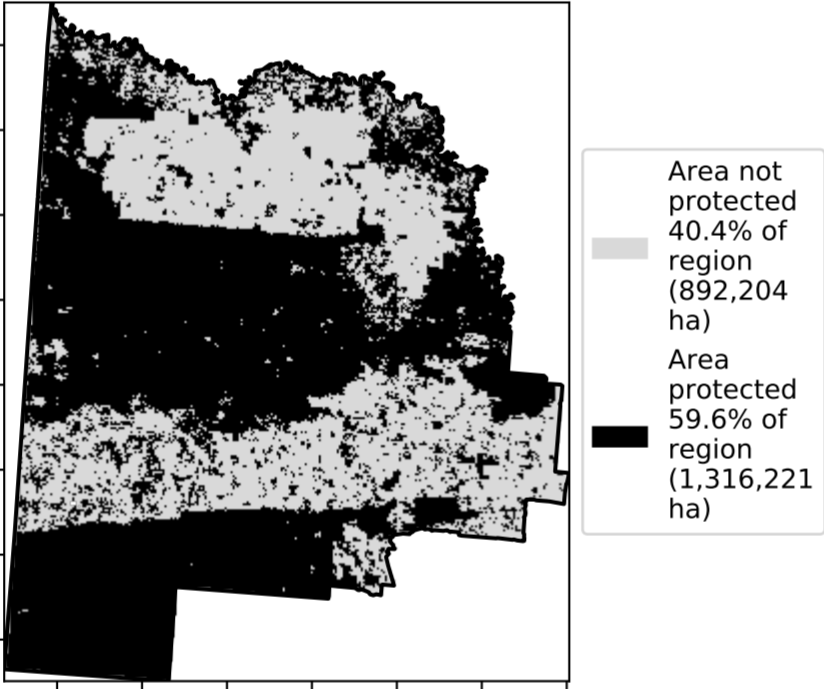 Area not
protected
40.4% of
region
(892,204
ha)
Area
protected
59.6% of
region
(1,316,221
ha)